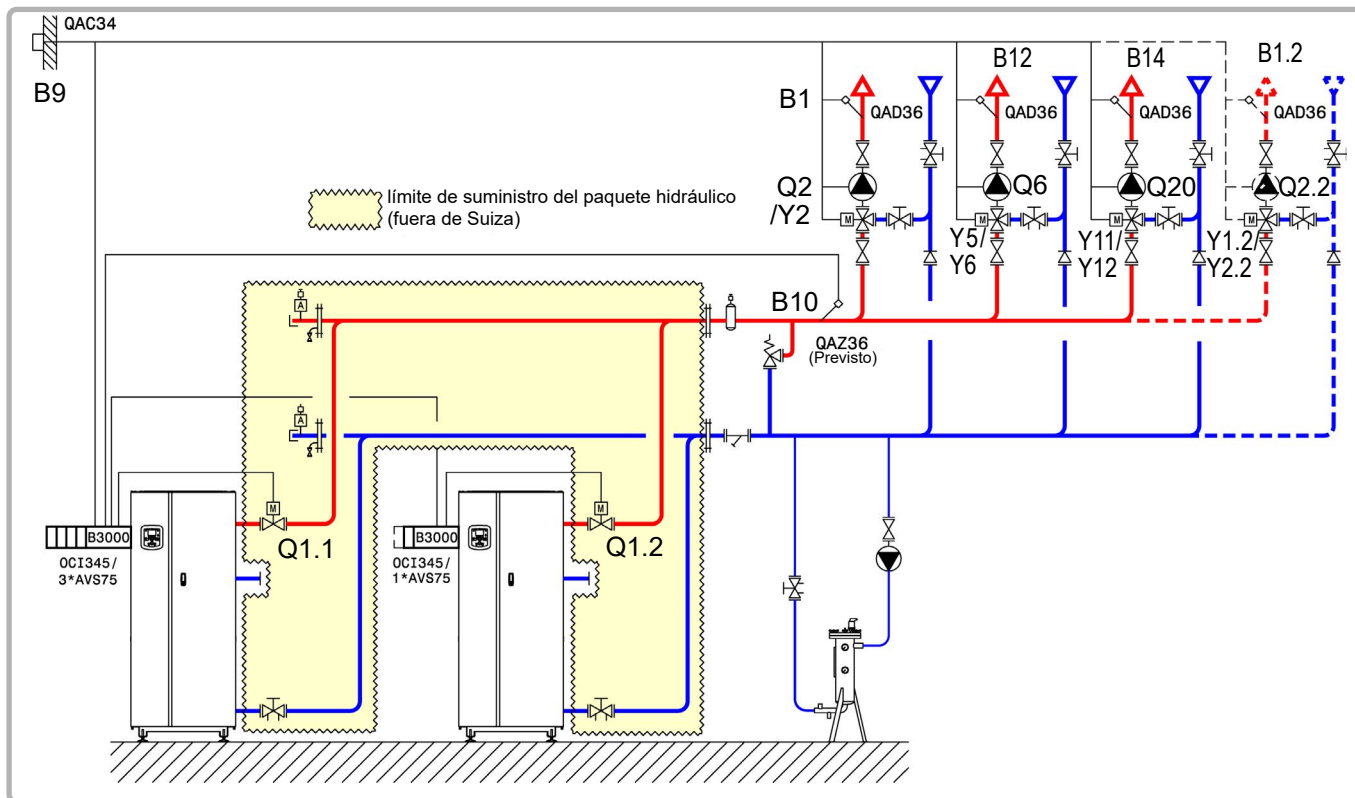 QAC34
B9
B1
B12
B14
B1.2
QAD36
QAD36
QAD36
QAD36
Q2
/Y2
Q6
Q20
Q2.2
M
M
M
M
Y5/
Y6
Y11/
Y12
Y1.2/
Y2.2
límite de suministro del paquete hidráulico
(fuera de Suiza)
A
B10
QAZ36
(Previsto)
A
M
M
B3000
Q1.1
B3000
Q1.2
OCI345/
3*AVS75
OCI345/
1*AVS75